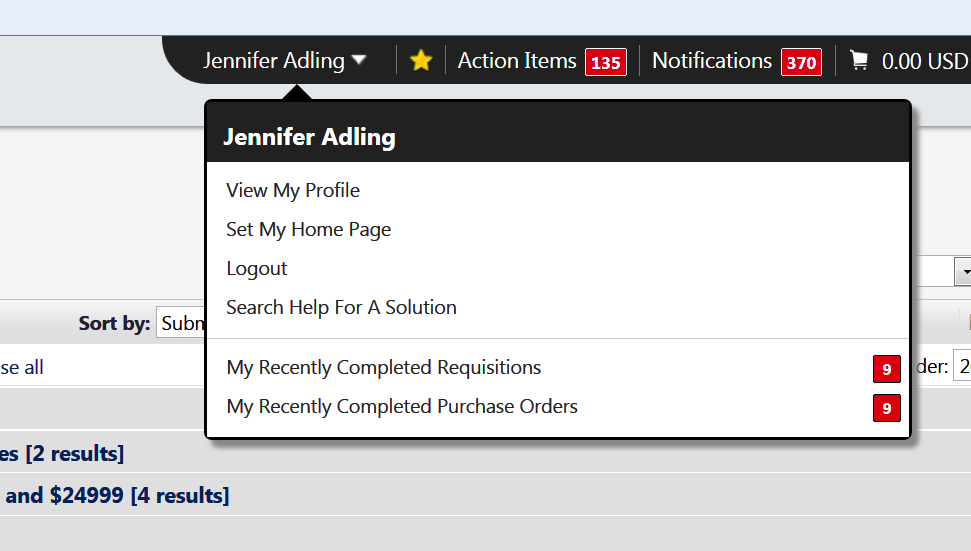 Jennifer Adling Action Items 135 Notifications 370 0.00 USD
Jennifer Adling
View My Profile
Set My Home Page
Logout
Search Help For A Solution
Sort by:
My Recently Completed Requisitions 9
se all
der:
My Recently Completed Purchase Orders 9
es [2 results]
and $24999 [4 results]